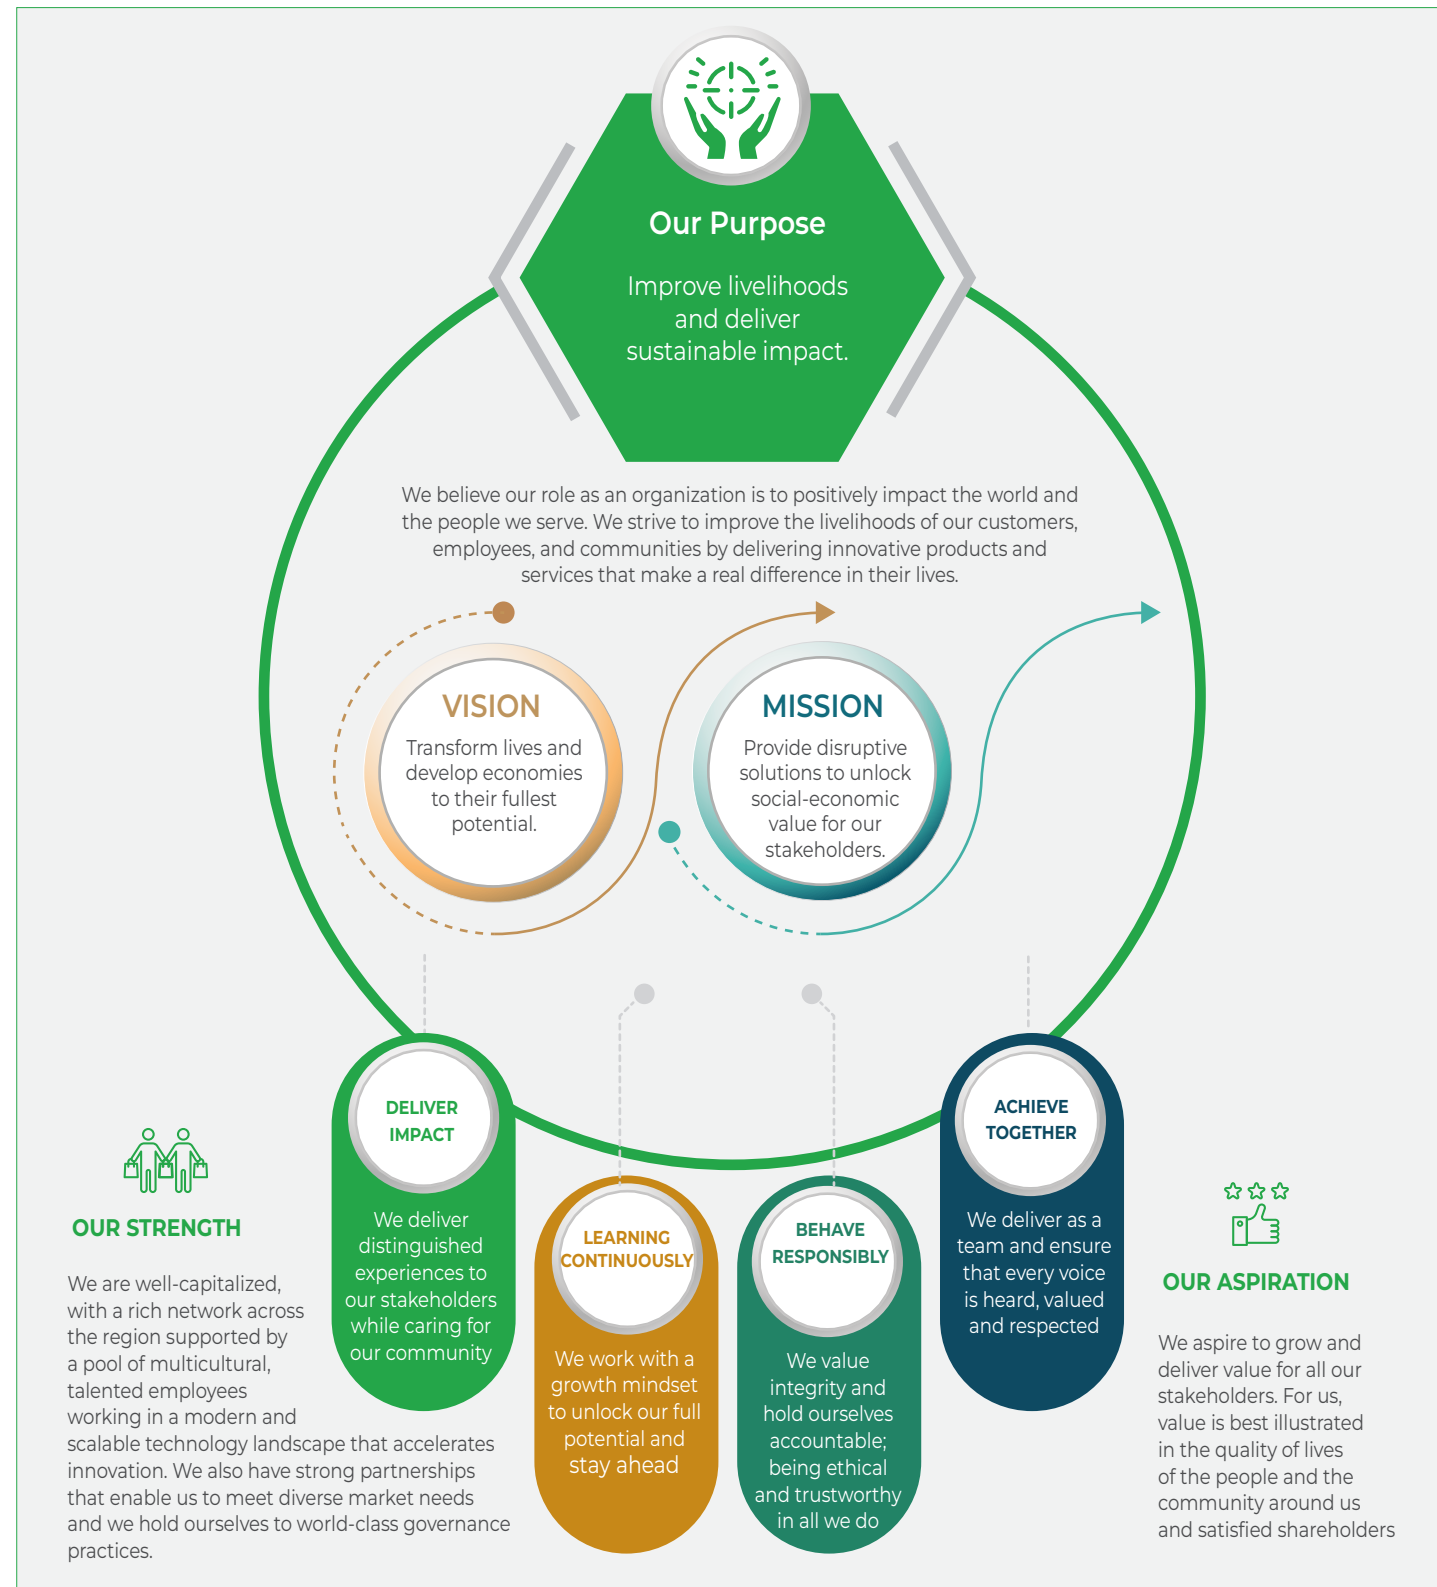 Our Purpose
Improve livelihoods
and deliver
sustainable impact.
We believe our role as an organization is to positively impact the world and
the people we serve. We strive to improve the livelihoods of our customers,
employees, and communities by delivering innovative products and
services that make a real difference in their lives.
VISION
Transform lives and
develop economies
to their fullest
potential.
MISSION
Provide disruptive
solutions to unlock
social-economic
value for our
stakeholders.
DELIVER
IMPACT
We deliver
distinguished
experiences to
our stakeholders
while caring for
our community
LEARNING
CONTINUOUSLY
We work with a
growth mindset
to unlock our full
potential and
stay ahead
BEHAVE
RESPONSIBLY
We value
integrity and
hold ourselves
accountable;
being ethical
and trustworthy
in all we do
ACHIEVE
TOGETHER
We deliver as a
team and ensure
that every voice
is heard, valued
and respected
OUR STRENGTH
We are well-capitalized,
with a rich network across
the region supported by
a pool of multicultural,
talented employees
working in a modern and
scalable technology landscape that accelerates
innovation. We also have strong partnerships
that enable us to meet diverse market needs
and we hold ourselves to world-class governance
practices.
OUR ASPIRATION
We aspire to grow and
deliver value for all our
stakeholders. For us,
value is best illustrated
in the quality of lives
of the people and the
community around us
and satisfied shareholders